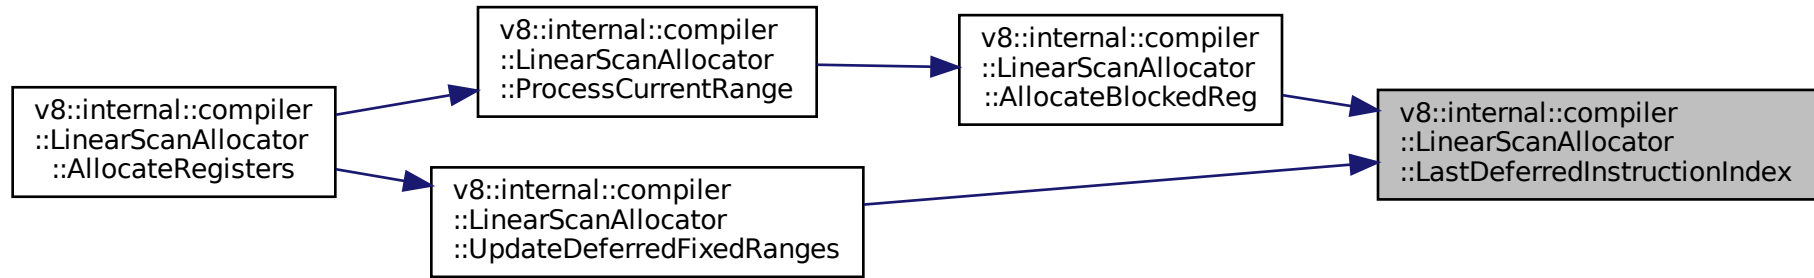 v8::internal::compiler
::LinearScanAllocator
::AllocateRegisters
v8::internal::compiler
::LinearScanAllocator
::ProcessCurrentRange
v8::internal::compiler
::LinearScanAllocator
::UpdateDeferredFixedRanges
v8::internal::compiler
::LinearScanAllocator
::AllocateBlockedReg
v8::internal::compiler
::LinearScanAllocator
::LastDeferredInstructionIndex